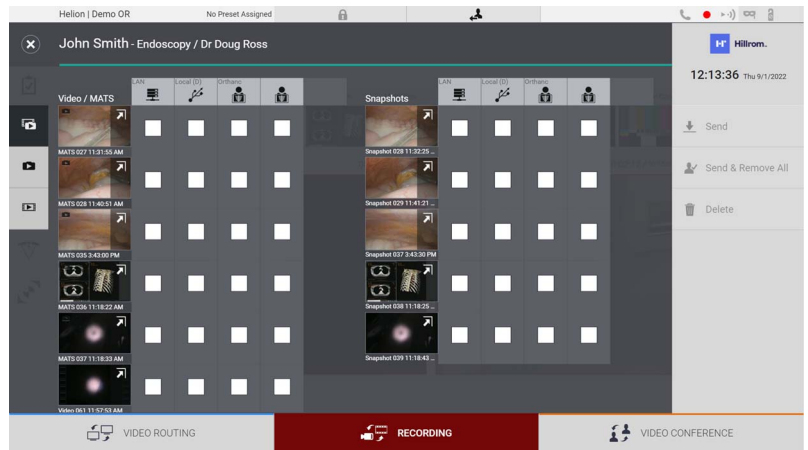 Helion | Demo OR
No Preset Assigned
John Smith - Endoscopy / Dr Doug Ross
Hillrom.
12:13:36 Thu 9/1/2022
Video / MATS
LAN
Local (D)
Orthanc
Snapshots
LAN
Local (D)
Orthanc
MATS 027 11:31:55 AM
Snapshot 028 11:32:25 ...
MATS 028 11:40:51 AM
Snapshot 029 11:41:21 ...
MATS 035 3:43:00 PM
Snapshot 037 3:43:30 PM
MATS 036 11:18:22 AM
Snapshot 038 11:18:25 ...
MATS 037 11:18:33 AM
Snapshot 039 11:18:43 ...
Video 061 11:57:53 AM
Send
Send & Remove All
Delete
VIDEO ROUTING
RECORDING
VIDEO CONFERENCE